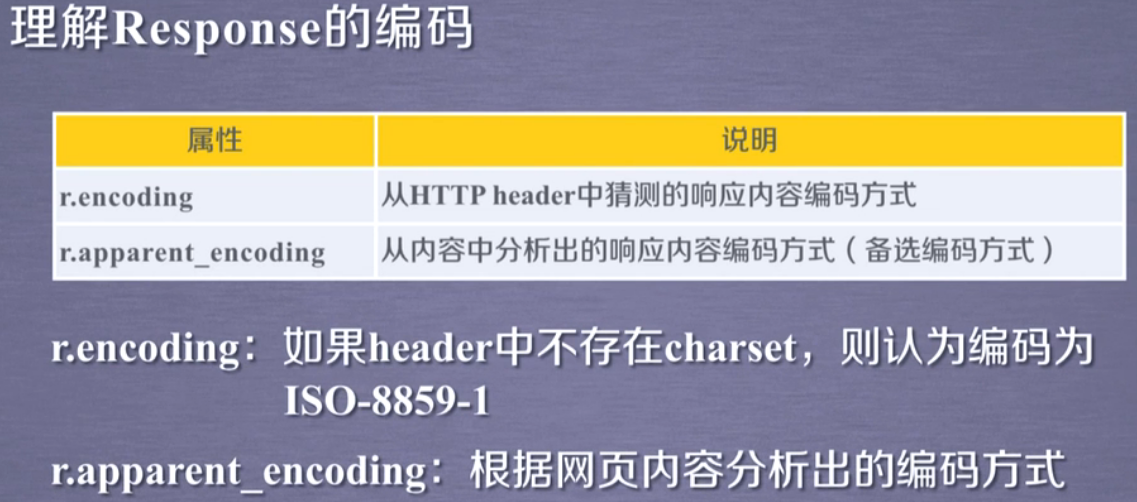 理解Response的编码
属性 说明
r.encoding 从HTTP header中猜测的响应内容编码方式
r.apparent_encoding 从内容中分析出的响应内容编码方式（备选编码方式）
r.encoding：如果header中不存在charset，则认为编码为
ISO-8859-1
r.apparent_encoding：根据网页内容分析出的编码方式